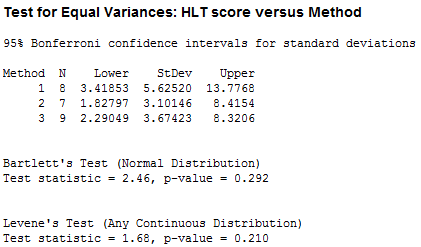 Test for Equal Variances: HLT score versus Method
95% Bonferroni confidence intervals for standard deviations
Method N Lower StDev Upper
1 8 3.41853 5.62520 13.7768
2 7 1.82797 3.10146 8.4154
3 9 2.29049 3.67423 8.3206
Bartlett's Test (Normal Distribution)
Test statistic = 2.46, p-value = 0.292
Levene's Test (Any Continuous Distribution)
Test statistic = 1.68, p-value = 0.210